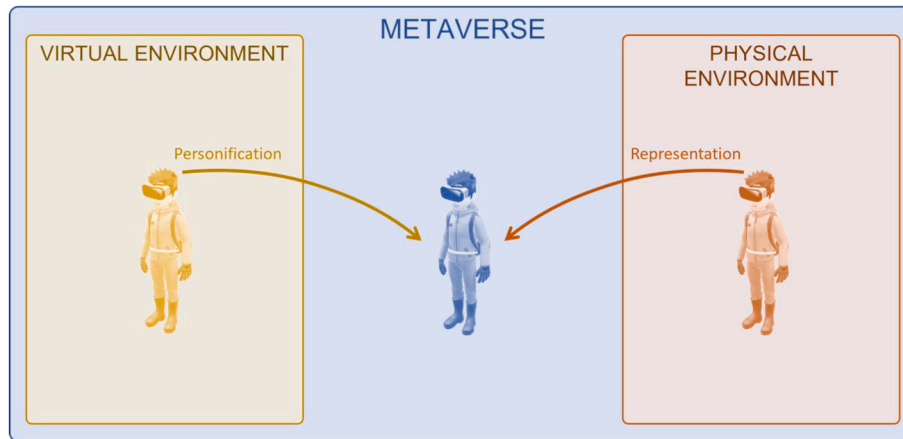 METAVERSE
VIRTUAL ENVIRONMENT
PHYSICAL
ENVIRONMENT
Personification
Representation